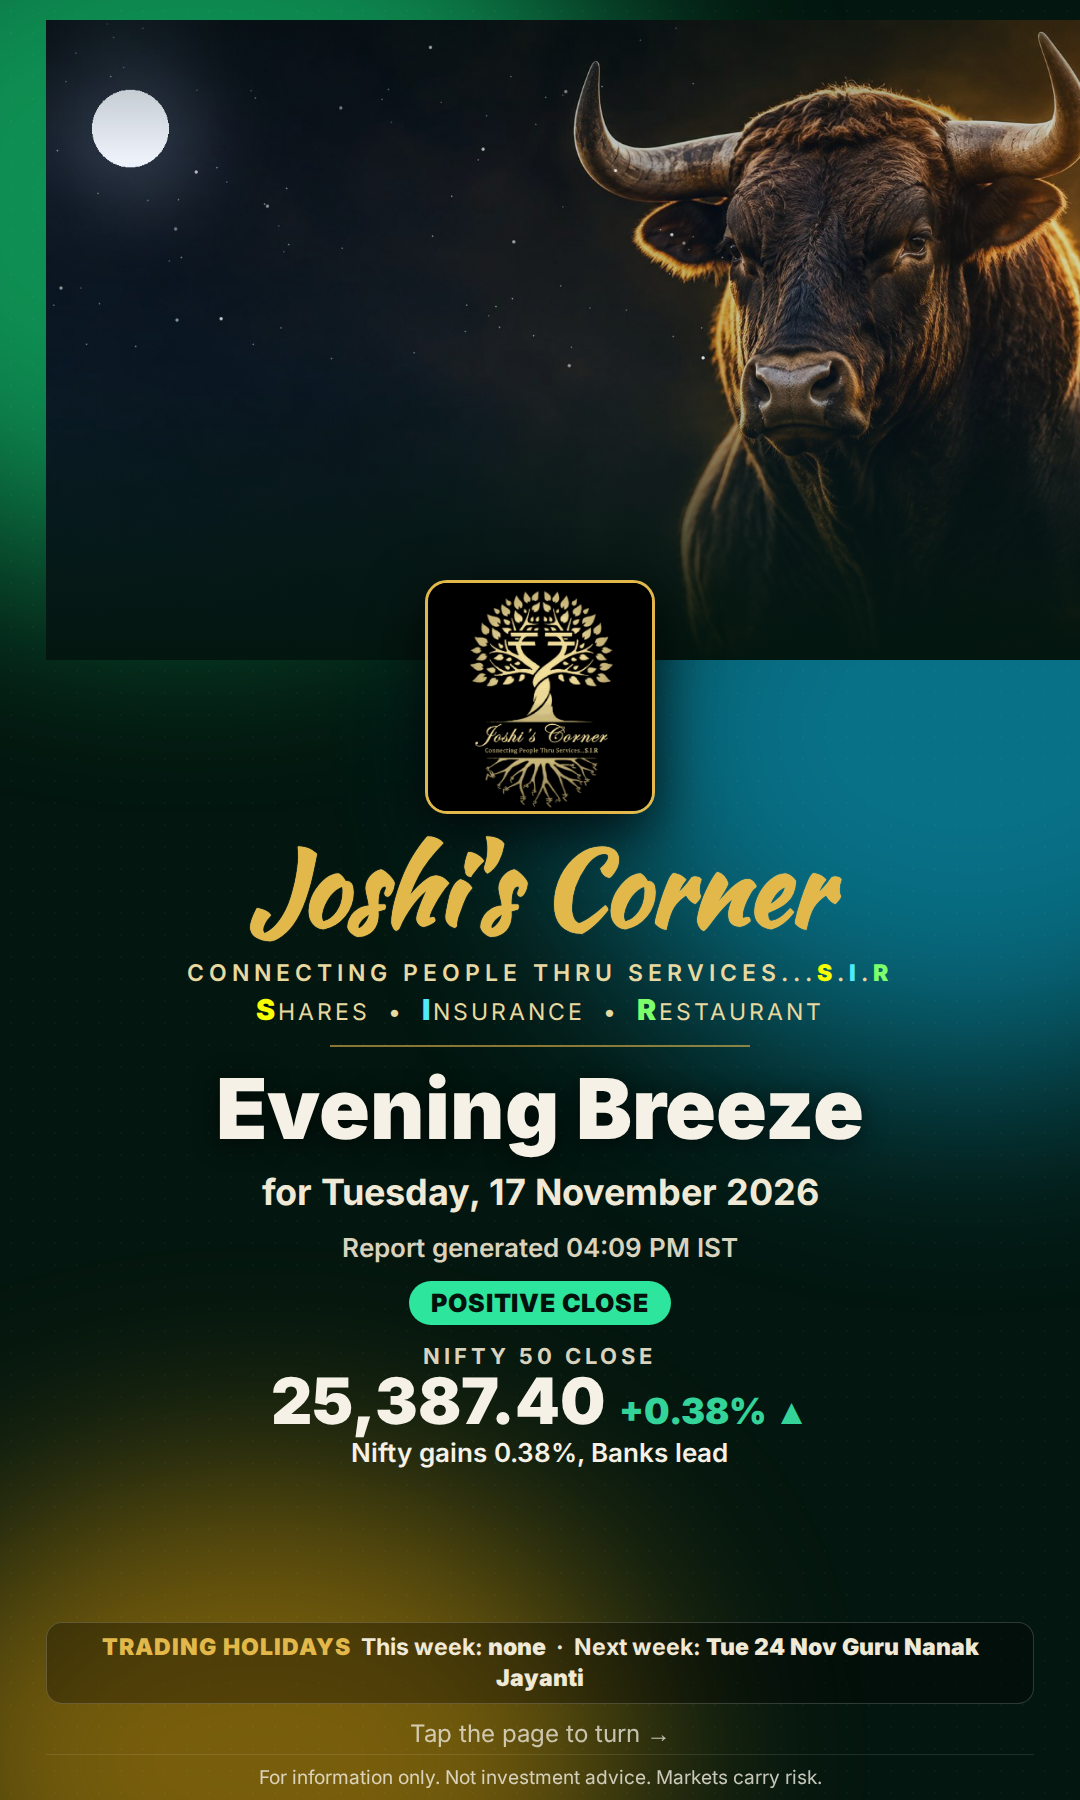 Joshi's Corner
Connecting People Thru Services...S.I.R
Joshi's Corner
CONNECTING PEOPLE THRU SERVICES...S.I.R
SHARES • INSURANCE • RESTAURANT
Evening Breeze
for Tuesday, 17 November 2026
Report generated 04:09 PM IST
POSITIVE CLOSE
NIFTY 50 CLOSE
25,387.40 +0.38% ▲
Nifty gains 0.38%, Banks lead
TRADING HOLIDAYS This week: none · Next week: Tue 24 Nov Guru Nanak
Jayanti
Tap the page to turn →
For information only. Not investment advice. Markets carry risk.